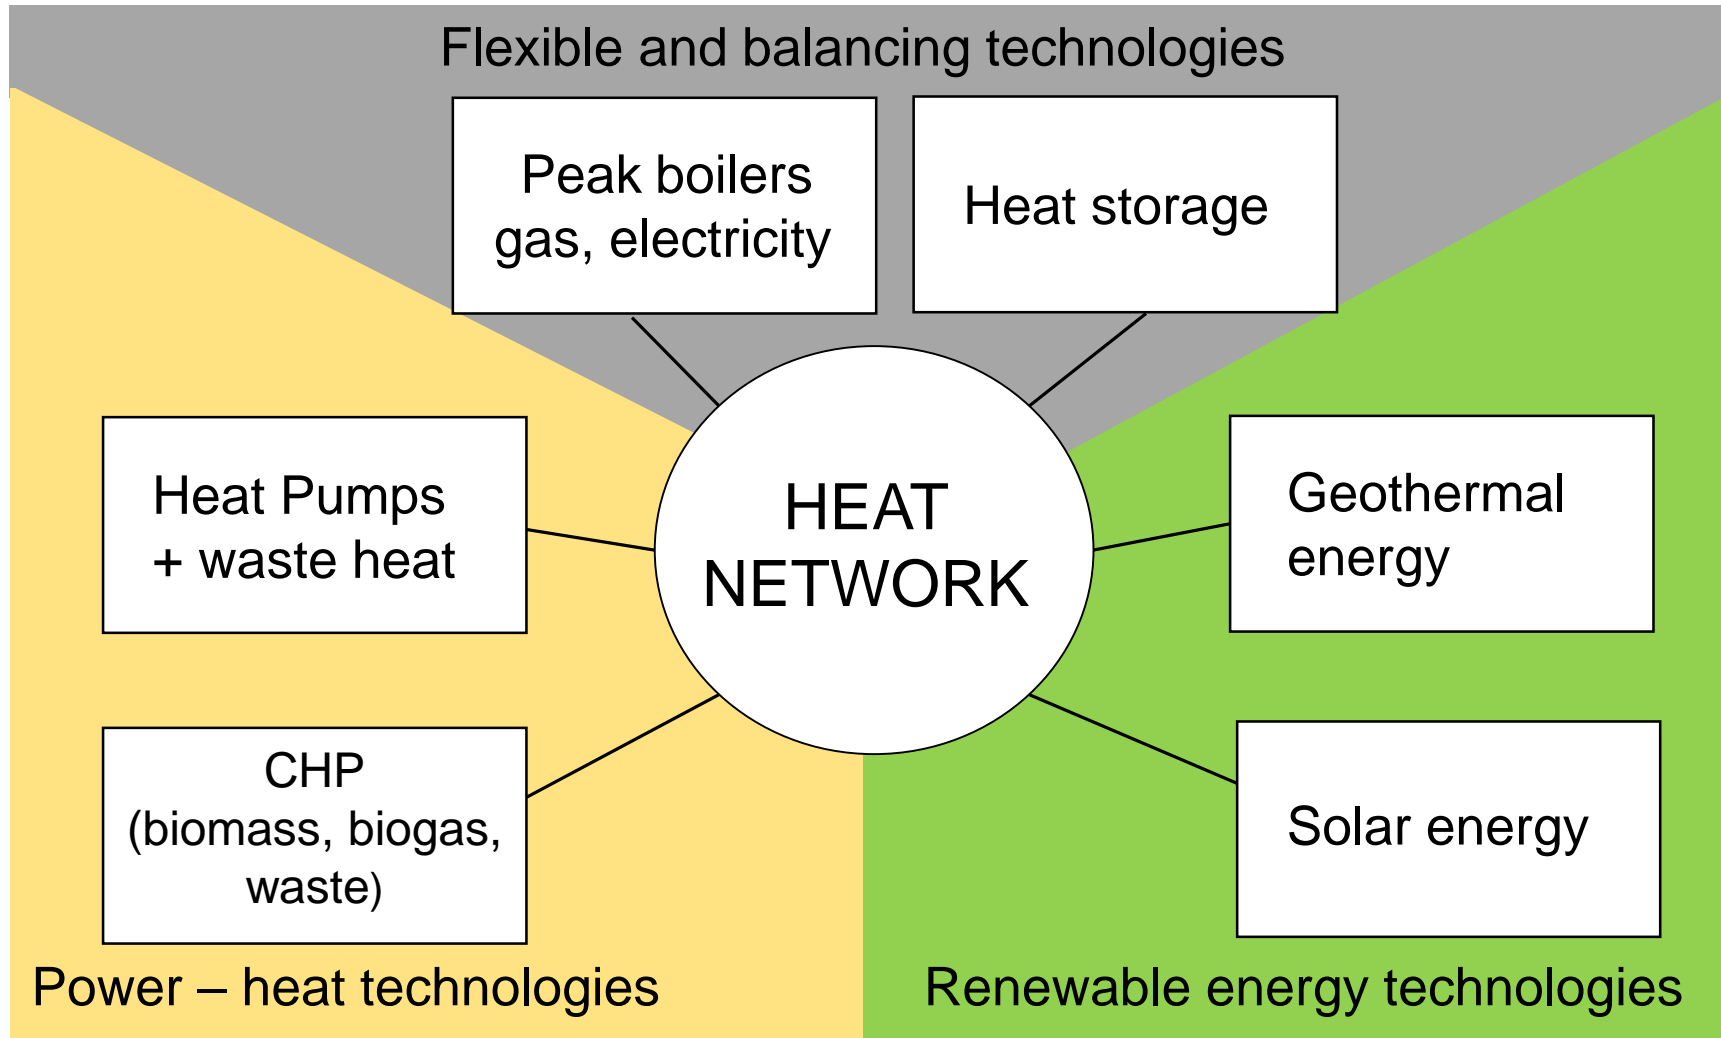 Flexible and balancing technologies
Peak boilers
gas, electricity
Heat storage
Heat Pumps
+ waste heat
HEAT
NETWORK
Geothermal
energy
CHP
(biomass, biogas,
waste)
Solar energy
Power – heat technologies
Renewable energy technologies